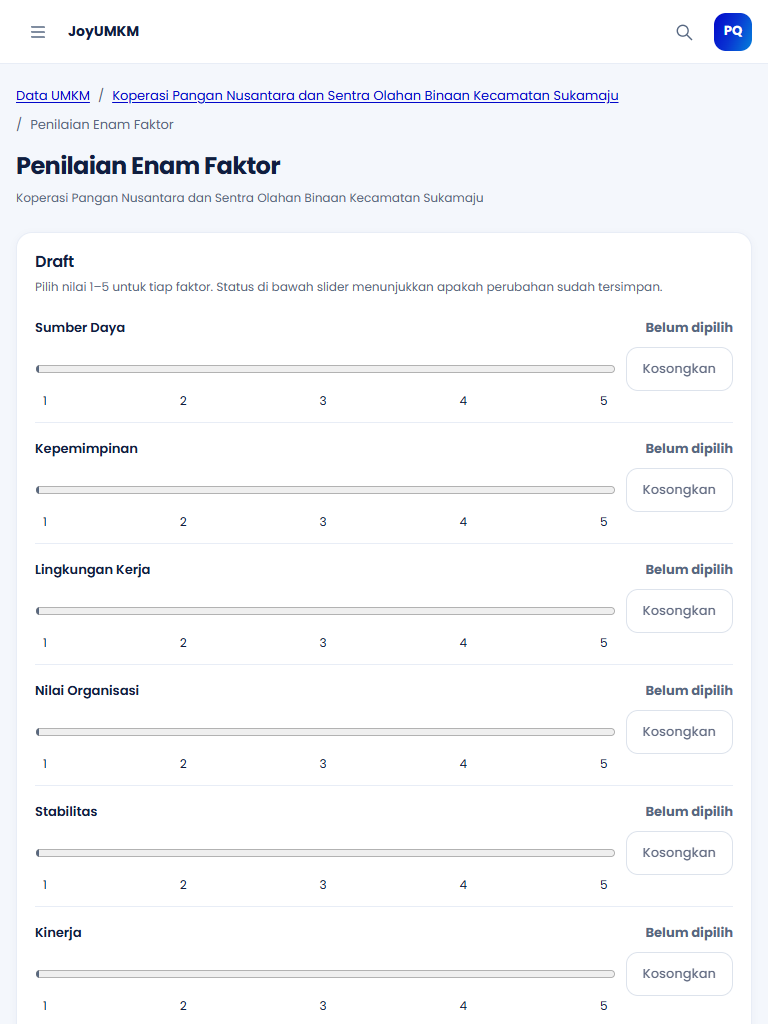 JoyUMKM
PQ
Data UMKM / Koperasi Pangan Nusantara dan Sentra Olahan Binaan Kecamatan Sukamaju
/ Penilaian Enam Faktor
Penilaian Enam Faktor
Koperasi Pangan Nusantara dan Sentra Olahan Binaan Kecamatan Sukamaju
Draft
Pilih nilai 1–5 untuk tiap faktor. Status di bawah slider menunjukkan apakah perubahan sudah tersimpan.
Sumber Daya Belum dipilih
Kosongkan
1 2 3 4 5
Kepemimpinan Belum dipilih
Kosongkan
1 2 3 4 5
Lingkungan Kerja Belum dipilih
Kosongkan
1 2 3 4 5
Nilai Organisasi Belum dipilih
Kosongkan
1 2 3 4 5
Stabilitas Belum dipilih
Kosongkan
1 2 3 4 5
Kinerja Belum dipilih
Kosongkan
1 2 3 4 5